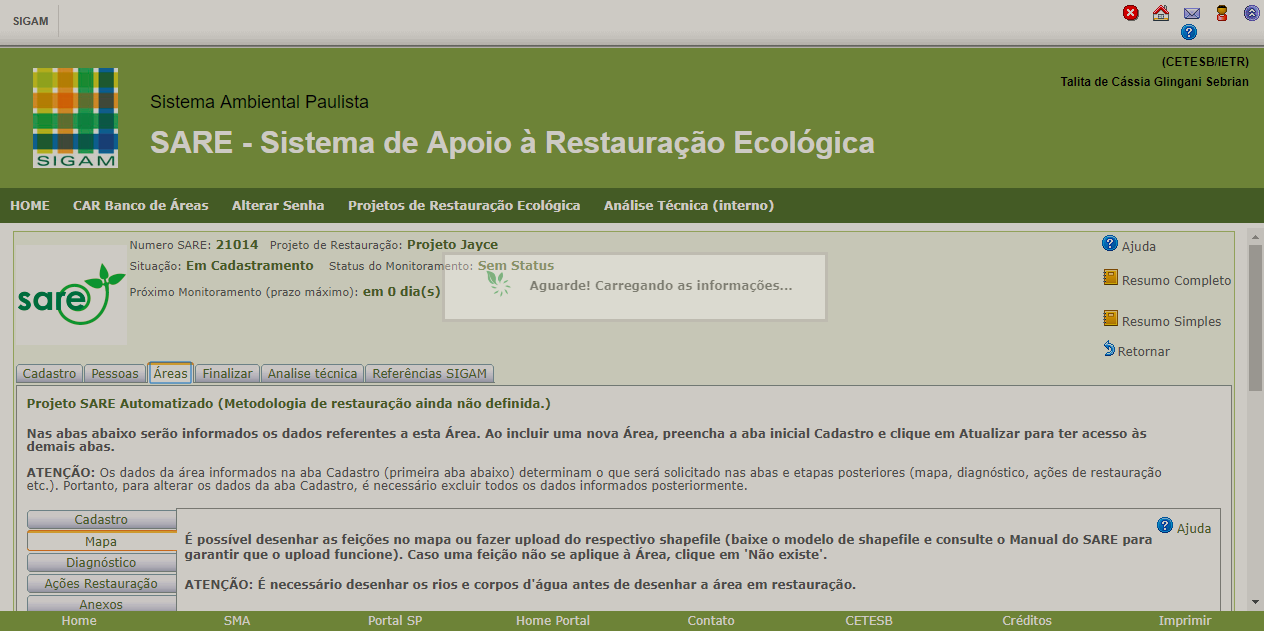 SIGAM
(CETESB/IETR)
Talita de Cássia Glingani Sebrian
SIGAM
Sistema Ambiental Paulista
SARE - Sistema de Apoio à Restauração Ecológica
HOME CAR Banco de Áreas Alterar Senha Projetos de Restauração Ecológica Análise Técnica (interno)
sare
Numero SARE: 21014 Projeto de Restauração: Projeto Jayce
Situação: Em Cadastramento Status do Monitoramento: Sem Status
Próximo Monitoramento (prazo máximo): em 0 dia(s)
Aguarde! Carregando as informações...
Ajuda
Resumo Completo
Resumo Simples
Retornar
Cadastro Pessoas Áreas Finalizar Analise técnica Referências SIGAM
Projeto SARE Automatizado (Metodologia de restauração ainda não definida.)
Nas abas abaixo serão informados os dados referentes a esta Área. Ao incluir uma nova Área, preencha a aba inicial Cadastro e clique em Atualizar para ter acesso às
demais abas.
ATENÇÃO: Os dados da área informados na aba Cadastro (primeira aba abaixo) determinam o que será solicitado nas abas e etapas posteriores (mapa, diagnóstico, ações de restauração
etc.). Portanto, para alterar os dados da aba Cadastro, é necessário excluir todos os dados informados posteriormente.
Cadastro
Mapa
Diagnóstico
Ações Restauração
Anexos
Ajuda
É possível desenhar as feições no mapa ou fazer upload do respectivo shapefile (baixe o modelo de shapefile e consulte o Manual do SARE para
garantir que o upload funcione). Caso uma feição não se aplique à Área, clique em 'Não existe'.
ATENÇÃO: É necessário desenhar os rios e corpos d'água antes de desenhar a área em restauração.
Home SMA Portal SP Home Portal Contato CETESB Créditos Imprimir